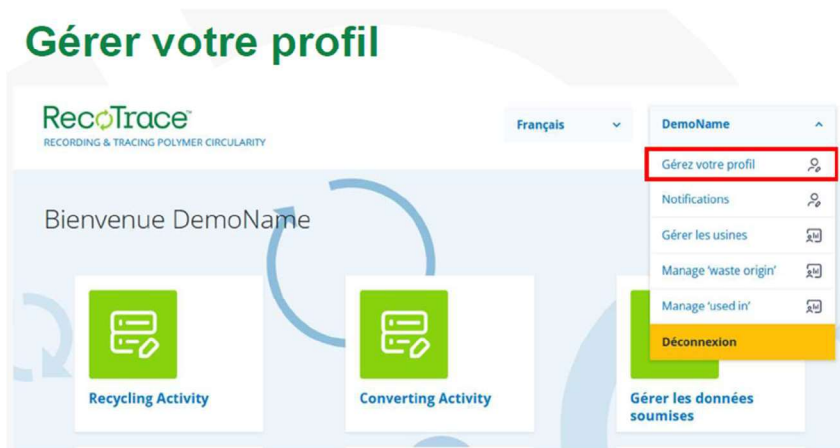 Gérer votre profil
RecoTrace™
RECORDING & TRACING POLYMER CIRCULARITY
Français
DemoName
Gérez votre profil
Notifications
Gérer les usines
Manage 'waste origin'
Manage 'used in'
Déconnexion
Bienvenue DemoName
Recycling Activity
Converting Activity
Gérer les données
soumises